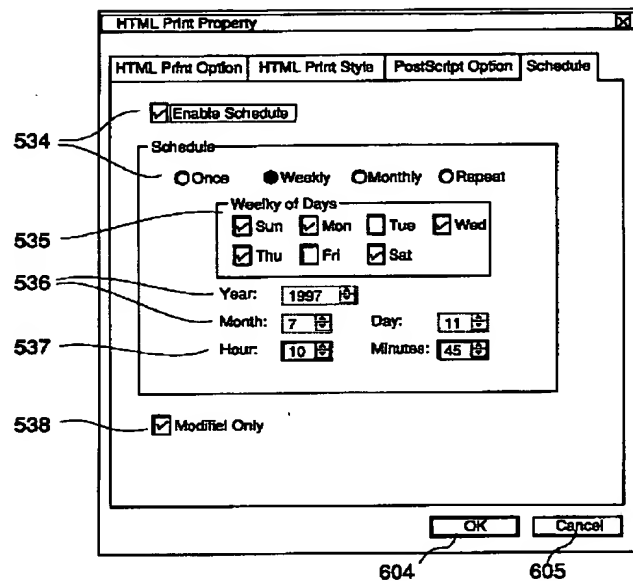 HTML Print Property
HTML Print Option HTML Print Style PostScript Option Schedule
534 Enable Schedule
Schedule
Once Weekly Monthly Repeat
535 Weelky of Days
Sun Mon Tue Wed
Thu Fri Sat
536 Year: 1997
Month: 7 Day: 11
537 Hour: 10 Minutes: 45
538 Modifiel Only
OK Cancel
604 605